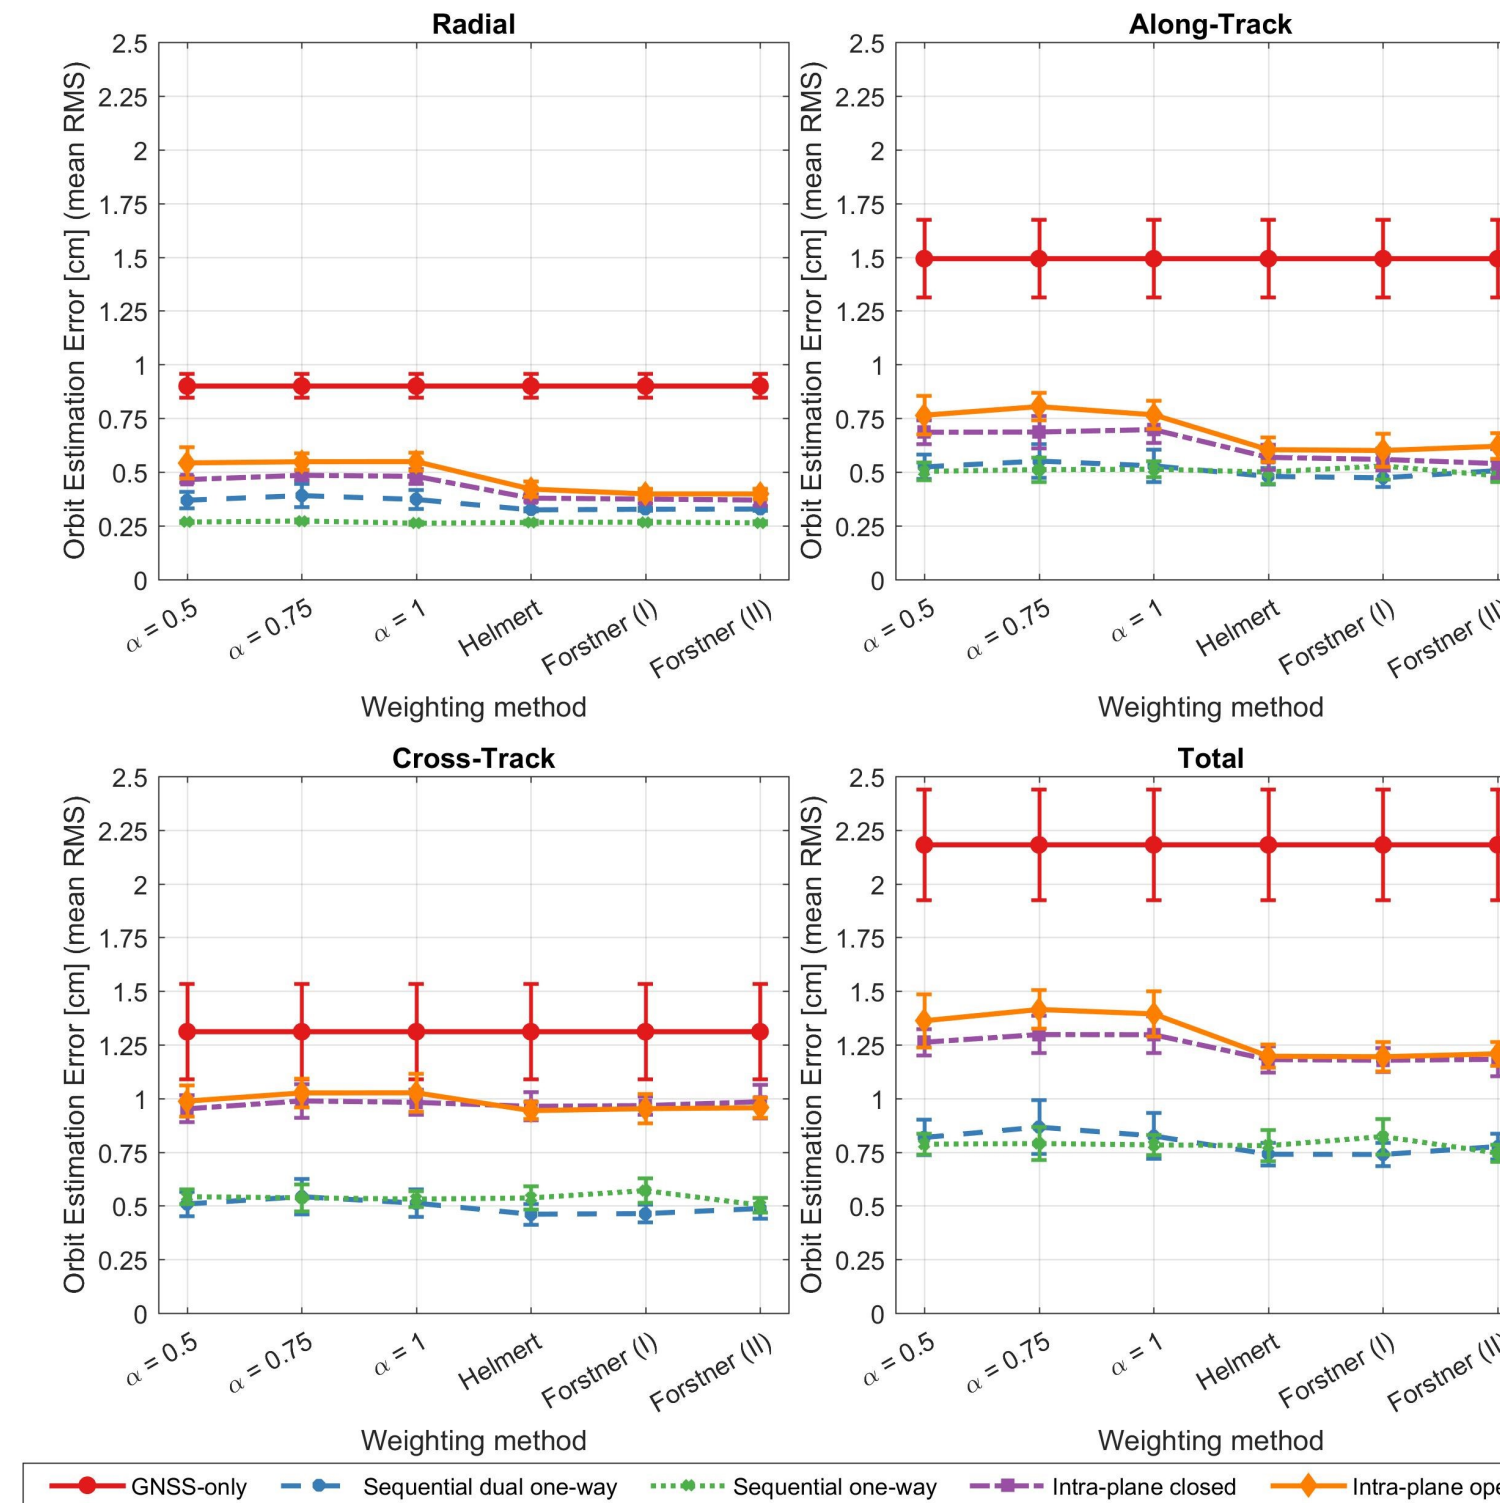 Radial
2.5
2.25
2
1.75
1.5
1.25
1
0.75
0.5
0.25
0
Orbit Estimation Error [cm] (mean RMS)
α = 0.5
α = 0.75
α = 1
Helmert
Forstner (I)
Forstner (II)
Weighting method
Along-Track
2.5
2.25
2
1.75
1.5
1.25
1
0.75
0.5
0.25
0
Orbit Estimation Error [cm] (mean RMS)
α = 0.5
α = 0.75
α = 1
Helmert
Forstner (I)
Forstner (II
Weighting method
Cross-Track
2.5
2.25
2
1.75
1.5
1.25
1
0.75
0.5
0.25
0
Orbit Estimation Error [cm] (mean RMS)
α = 0.5
α = 0.75
α = 1
Helmert
Forstner (I)
Forstner (II)
Weighting method
Total
2.5
2.25
2
1.75
1.5
1.25
1
0.75
0.5
0.25
0
Orbit Estimation Error [cm] (mean RMS)
α = 0.5
α = 0.75
α = 1
Helmert
Forstner (I)
Forstner (II
Weighting method
GNSS-only Sequential dual one-way Sequential one-way Intra-plane closed Intra-plane ope